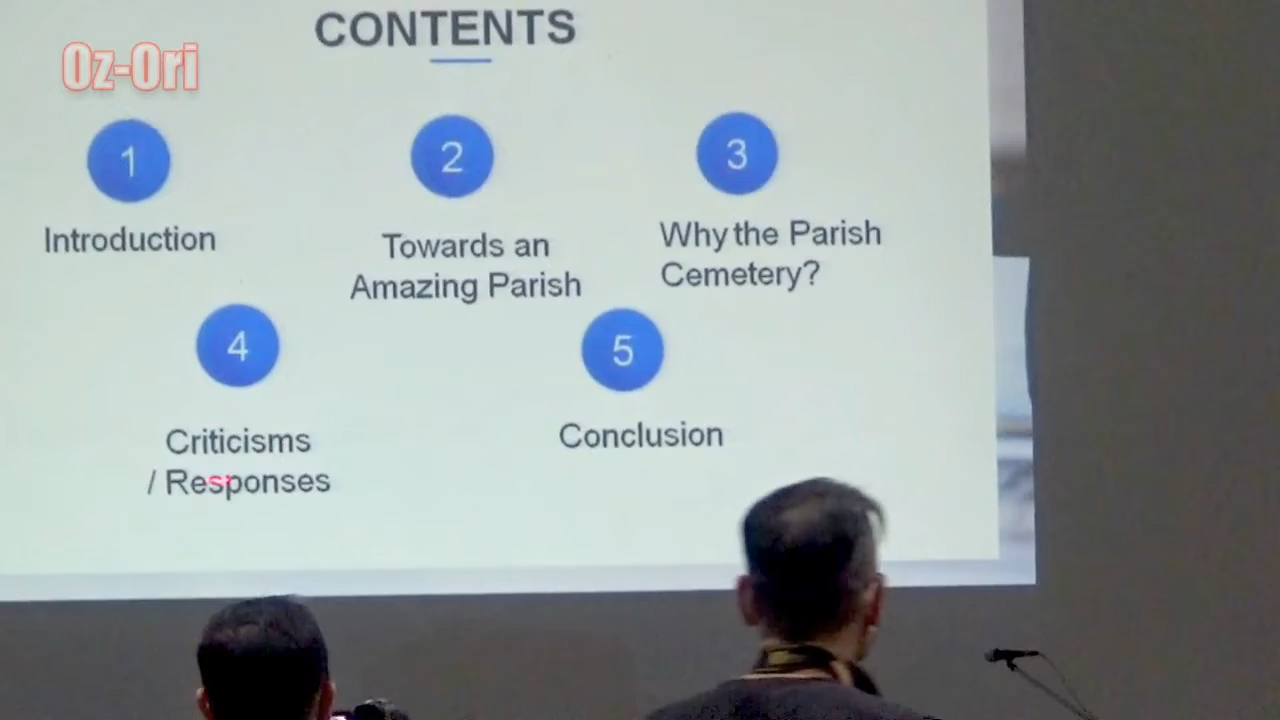 CONTENTS
Oz-Ori
1
2
3
Introduction
Towards an
Amazing Parish
Why the Parish
Cemetery?
4
5
Criticisms
/ Responses
Conclusion